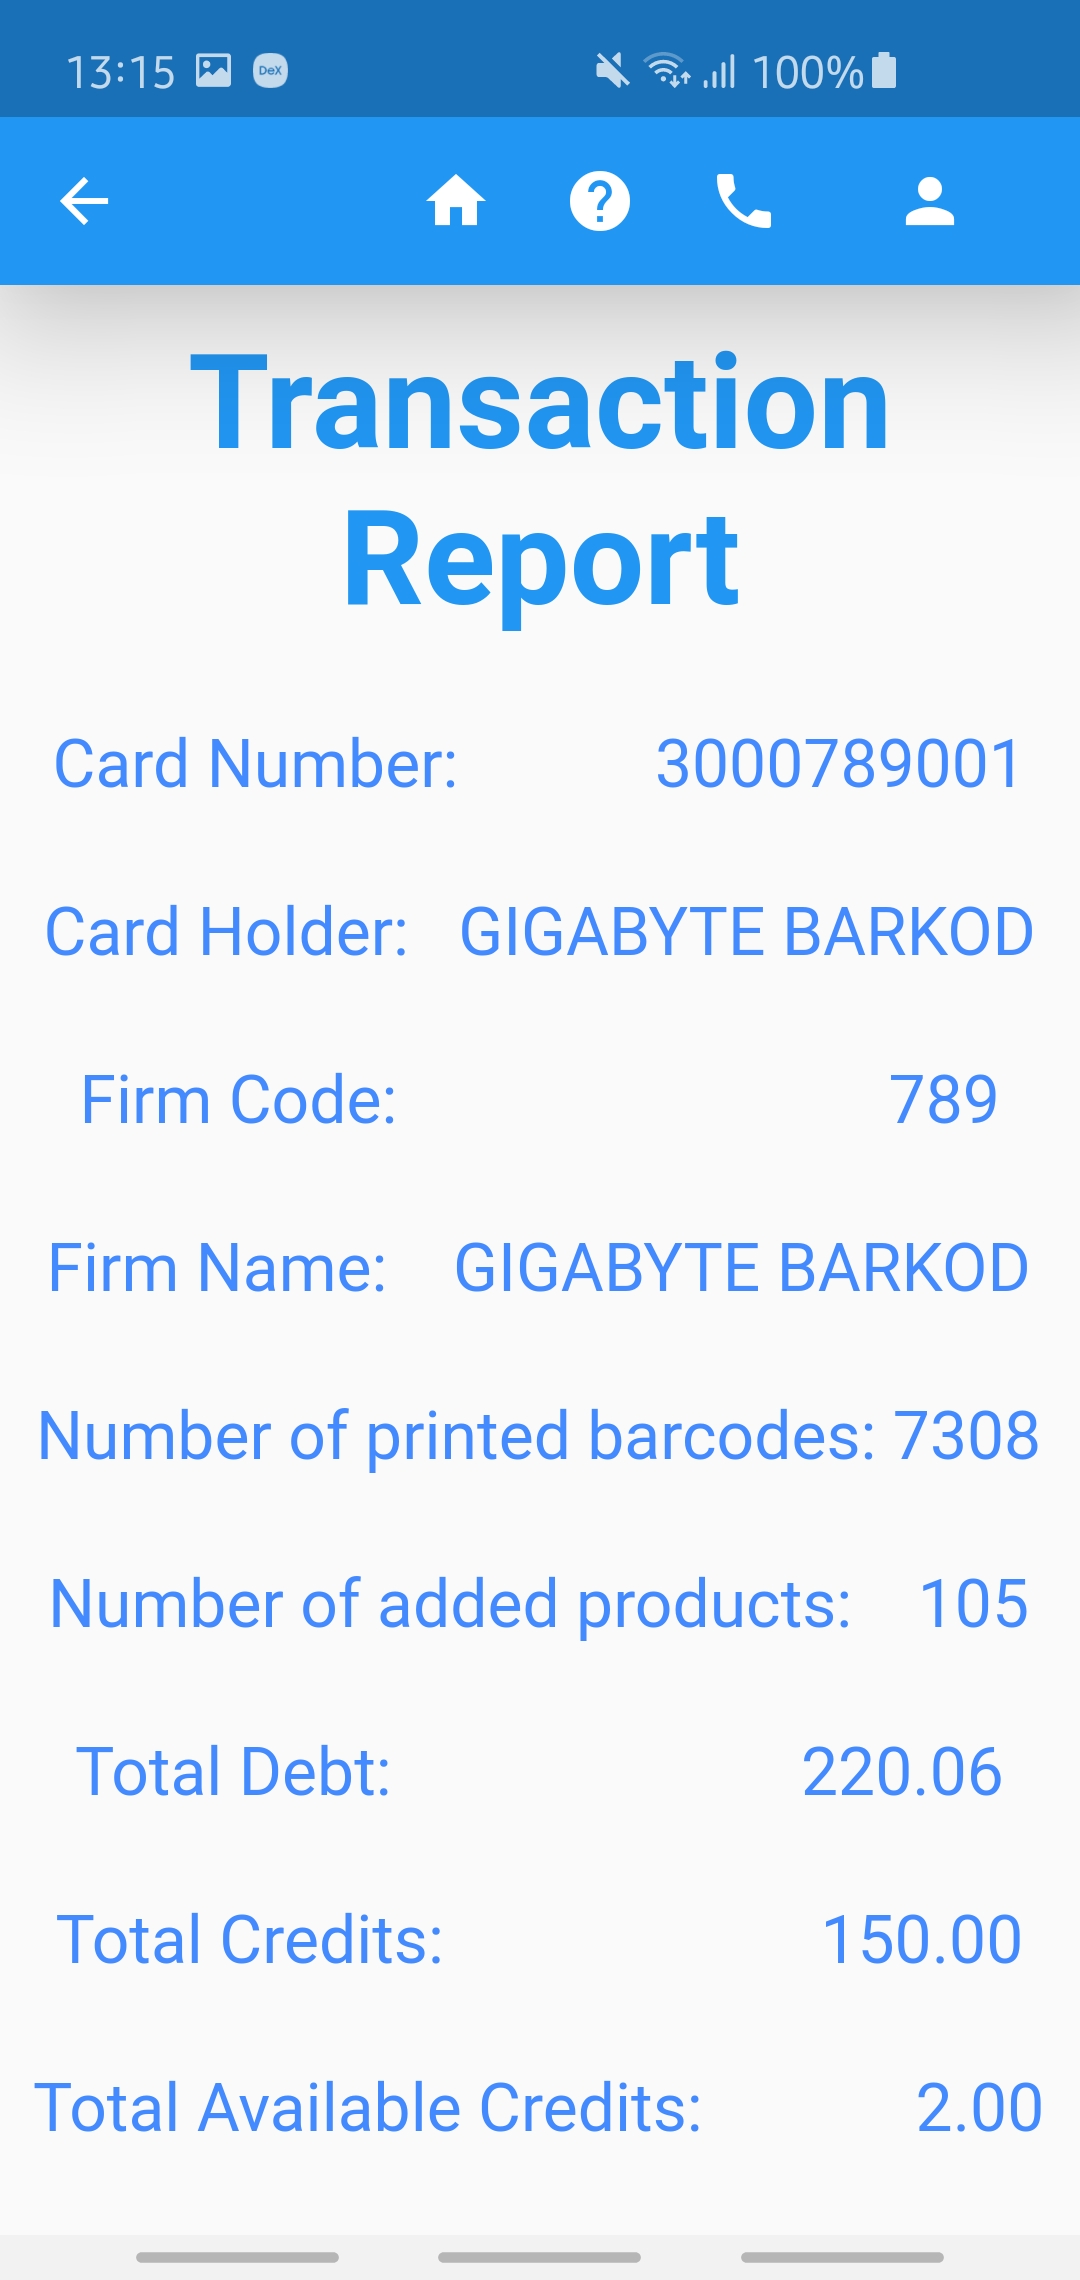 13:15 DeX 100%
Transaction
Report
Card Number: 3000789001
Card Holder: GIGABYTE BARKOD
Firm Code: 789
Firm Name: GIGABYTE BARKOD
Number of printed barcodes: 7308
Number of added products: 105
Total Debt: 220.06
Total Credits: 150.00
Total Available Credits: 2.00